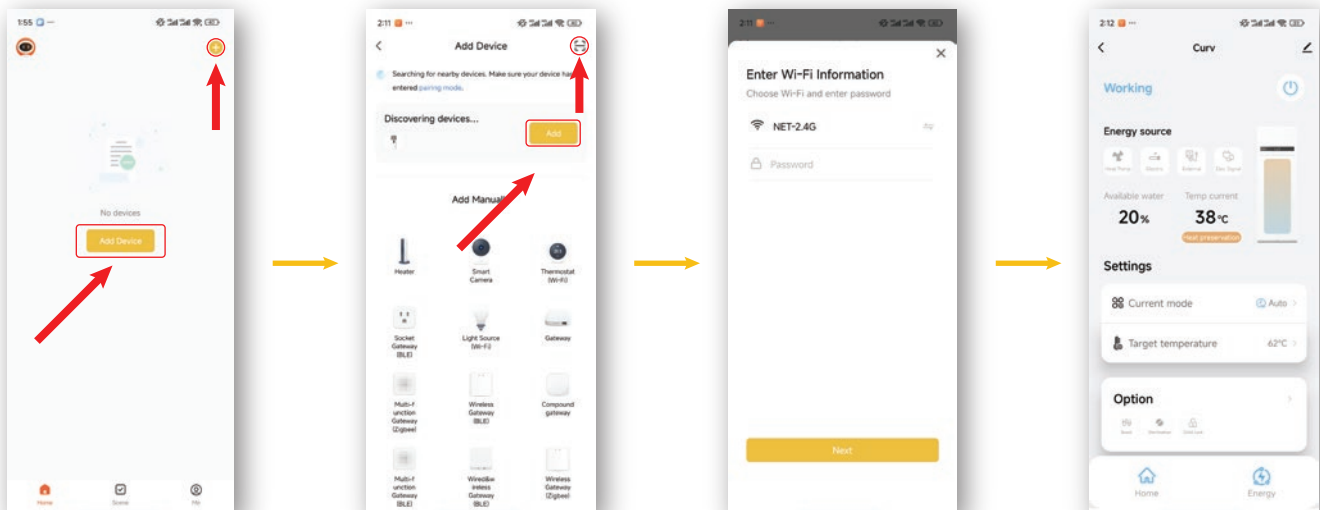 1:55
No devices
Add Device
Home
Scene
Me
2:11
Add Device
Searching for nearby devices. Make sure your device has
entered pairing mode.
Discovering devices...
Add
Add Manually
Heater
Smart
Camera
Thermostat
(Wi-Fi)
Socket
Gateway
(BLE)
Light Source
(Wi-Fi)
Gateway
Multi-f
unction
Gateway
(Zigbee)
Wireless
Gateway
(BLE)
Compound
gateway
Multi-f
unction
Gateway
(BLE)
Wired&w
ireless
Gateway
(BLE)
Wireless
Gateway
(Zigbee)
2:11
Enter Wi-Fi Information
Choose Wi-Fi and enter password
NET-2.4G
Password
Next
2:12
Curv
Working
Energy source
Heat Pump
Electric
External
Available water
Temp current
20%
38°C
Heat preservation
Settings
Current mode
Auto
Target temperature
62°C
Option
Home
Energy